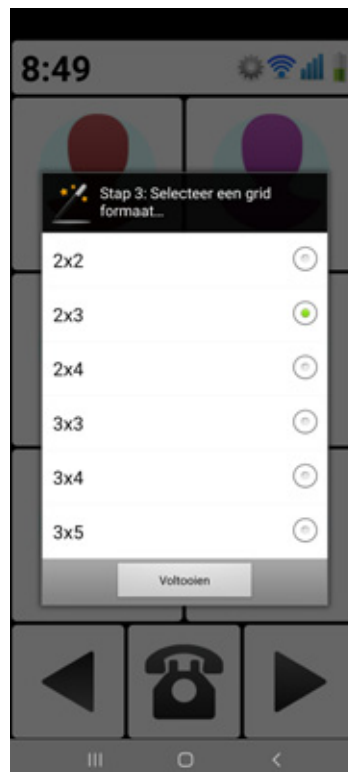 8:49
Stap 3: Selecteer een grid
formaat...
2x2
2x3
2x4
3x3
3x4
3x5
Voltooien